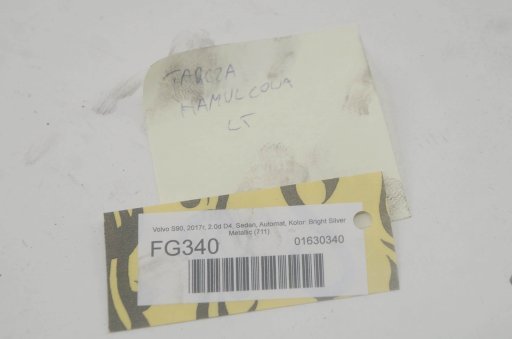 TARCZA
HAMULCOWA
LT
Volvo S90, 2017r, 2.0d D4, Sedan, Automat, Kolor: Bright Silver
Metallic (711)
FG340 01630340